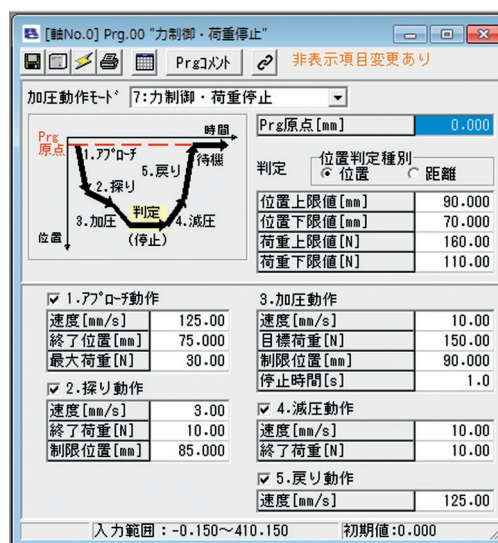 [軸No.0] Prg.00 "力制御・荷重停止"
Prgコメント
非表示項目変更あり
加圧動作モード 7:力制御・荷重停止
Prg原点
時間
1.アプローチ
2.探り
3.加圧
判定
(停止)
4.減圧
5.戻り
待機
位置
Prg原点[mm] 0.000
判定 位置判定種別
位置 距離
位置上限値[mm] 90.000
位置下限値[mm] 70.000
荷重上限値[N] 160.00
荷重下限値[N] 110.00
1.アプローチ動作
速度[mm/s] 125.00
終了位置[mm] 75.000
最大荷重[N] 30.00
2.探り動作
速度[mm/s] 3.00
終了荷重[N] 10.00
制限位置[mm] 85.000
3.加圧動作
速度[mm/s] 10.00
目標荷重[N] 150.00
制限位置[mm] 90.000
停止時間[s] 1.0
4.減圧動作
速度[mm/s] 10.00
終了荷重[N] 10.00
5.戻り動作
速度[mm/s] 125.00
入力範囲:-0.150~410.150 初期値:0.000